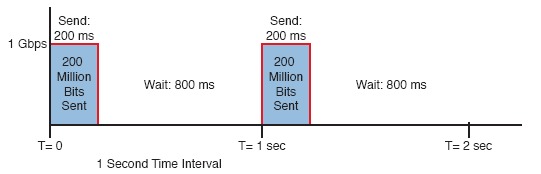 Send:
200 ms
Send:
200 ms
1 Gbps
200
Million
Bits
Sent
Wait: 800 ms
200
Million
Bits
Sent
Wait: 800 ms
T= 0
T= 1 sec
T= 2 sec
1 Second Time Interval